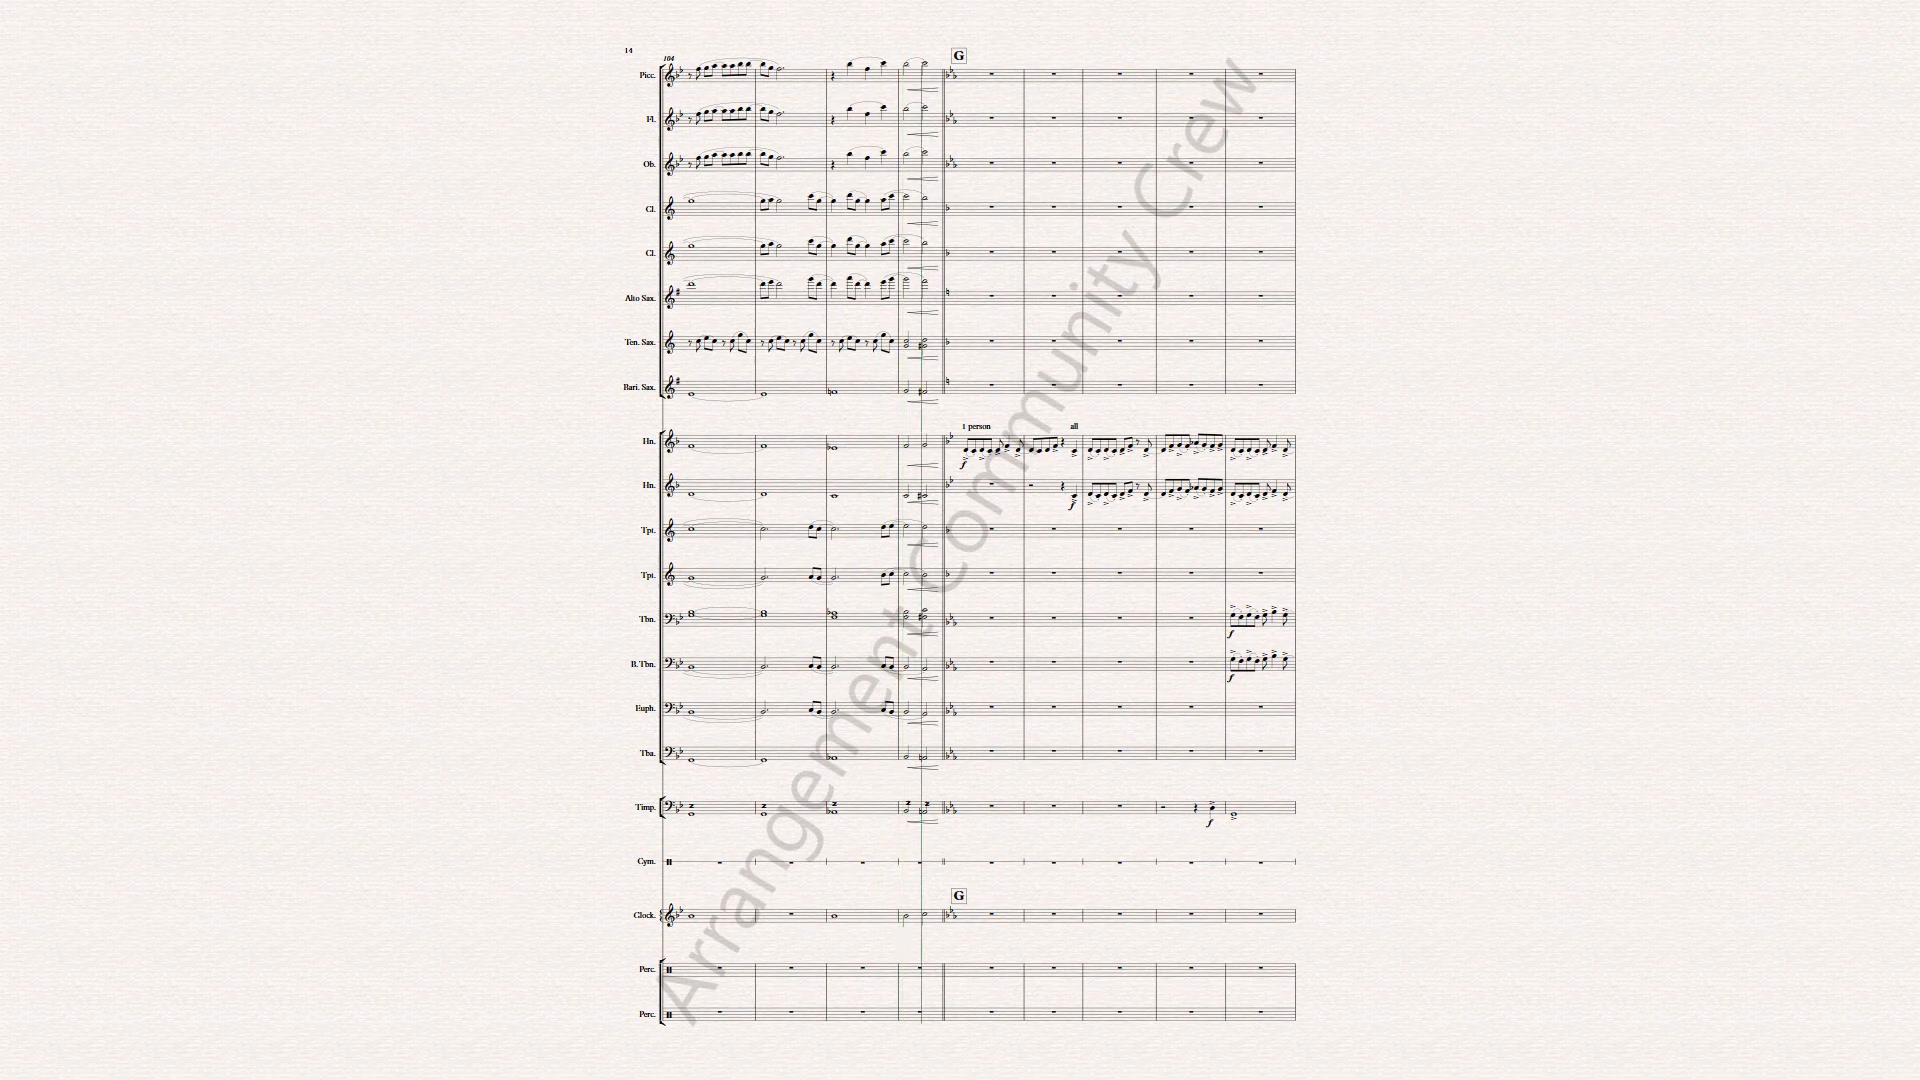 14
104
G
Picc.
Fl.
Ob.
Cl.
Cl.
Alto Sax.
Ten. Sax.
Bari. Sax.
1 person
all
Hn.
f
Hn.
f
Tpt.
Tpt.
Tbn.
f
B. Tbn.
f
Euph.
Tba.
Timp.
f
Cym.
G
Glock.
Perc.
Perc.
Arrangement Community Crew